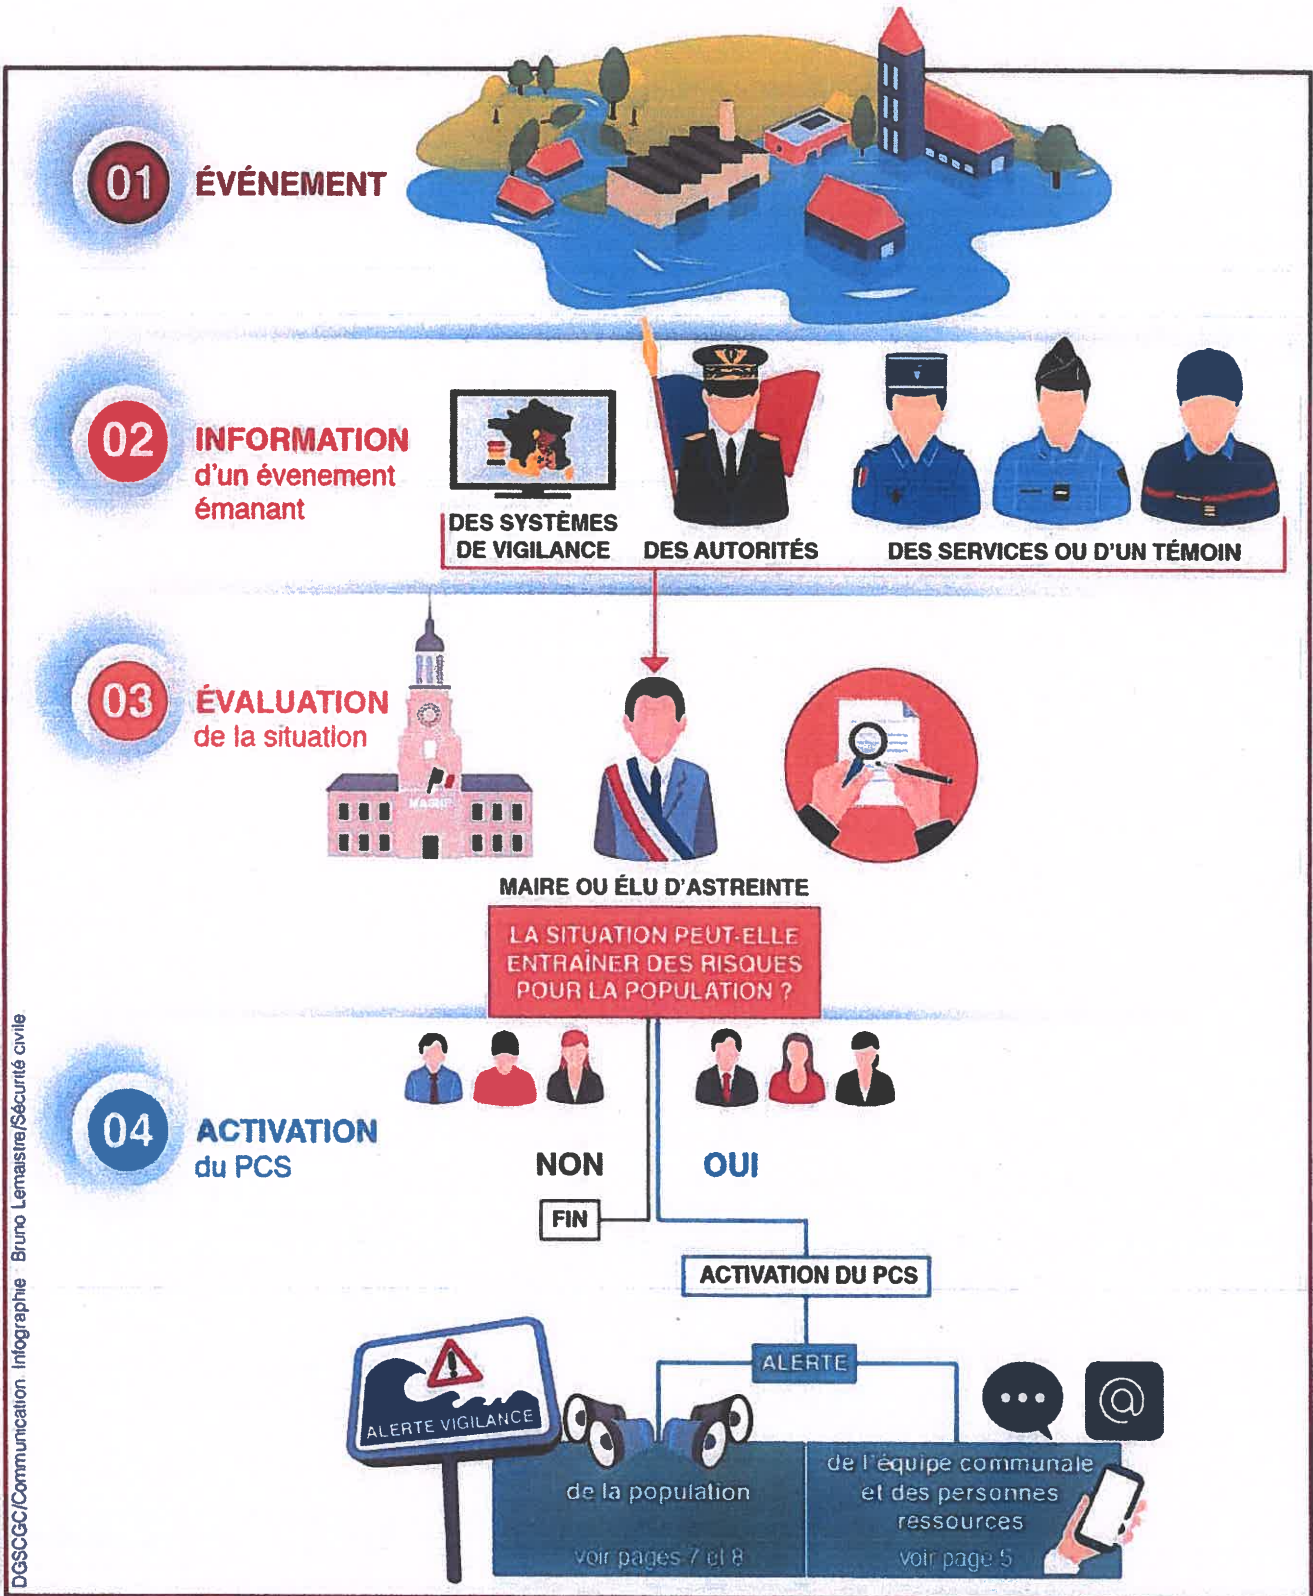 01
ÉVÉNEMENT
02
INFORMATION
d'un évenement
émanant
DES SYSTÈMES
DE VIGILANCE
DES AUTORITÉS
DES SERVICES OU D'UN TÉMOIN
03
ÉVALUATION
de la situation
MAIRIE
MAIRE OU ÉLU D'ASTREINTE
LA SITUATION PEUT-ELLE
ENTRAÎNER DES RISQUES
POUR LA POPULATION ?
04
ACTIVATION
du PCS
NON
OUI
FIN
ACTIVATION DU PCS
ALERTE
ALERTE VIGILANCE
@
de la population
voir pages 7 et 8
de l'équipe communale
et des personnes
ressources
voir page 5
DGSCGC/Communication. Infographie Bruno Lemaistre/Sécurité civile